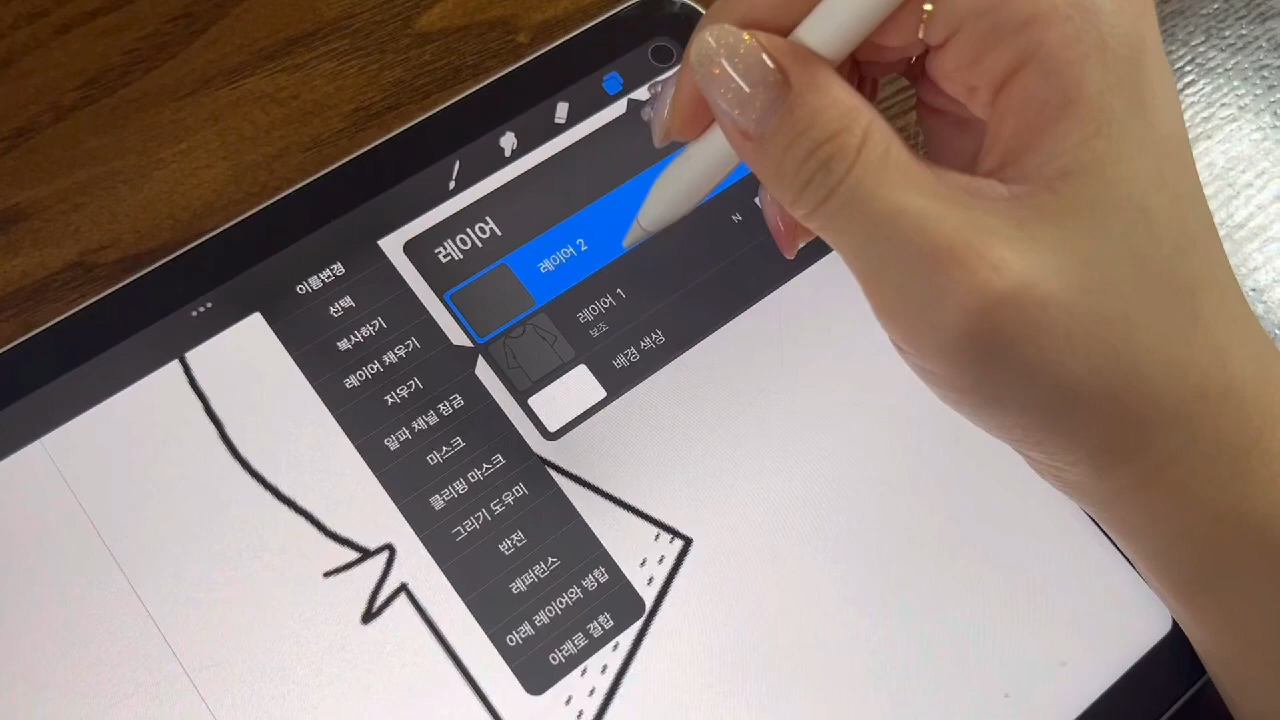 레이어
레이어 2
N
레이어 1
보조
배경 색상
이름변경
선택
복사하기
레이어 채우기
지우기
알파 채널 잠금
마스크
클리핑 마스크
그리기 도우미
반전
레퍼런스
아래 레이어와 병합
아래로 결합